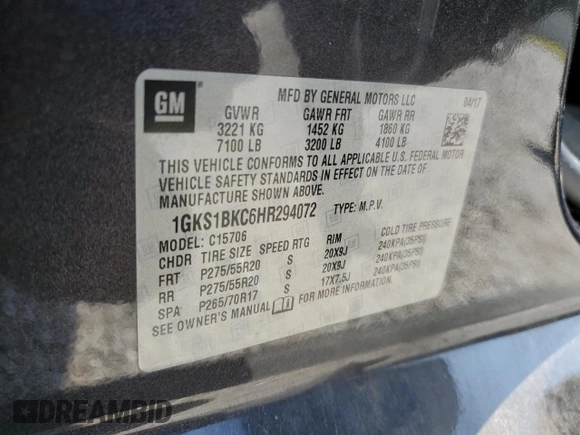 GM
MFD BY GENERAL MOTORS LLC 04/17
GVWR GAWR FRT GAWR RR
3221 KG 1452 KG 1860 KG
7100 LB 3200 LB 4100 LB
THIS VEHICLE CONFORMS TO ALL APPLICABLE U.S. FEDERAL MOTOR
VEHICLE SAFETY STANDARDS IN EFFECT ON THE DATE OF
MANUFACTURE SHOWN ABOVE.
1GKS1BKC6HR294072 TYPE: M.P.V.
MODEL: C15706
CHDR TIRE SIZE SPEED RTG RIM COLD TIRE PRESSURE
FRT P275/55R20 S 20X9J 240KPA(35PSI)
RR P275/55R20 S 20X9J 240KPA(35PSI)
SPA P265/70R17 S 17X7.5J 240KPA(35PSI)
SEE OWNER'S MANUAL FOR MORE INFORMATION.
DREAMBID